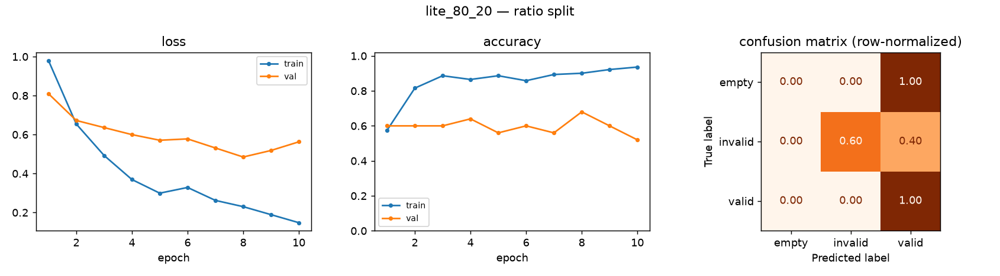 lite_80_20 — ratio split
loss
1.0
0.8
0.6
0.4
0.2
2 4 6 8 10
epoch
train
val
accuracy
1.0
0.8
0.6
0.4
0.2
0.0
2 4 6 8 10
epoch
train
val
confusion matrix (row-normalized)
True label
empty 0.00 0.00 1.00
invalid 0.00 0.60 0.40
valid 0.00 0.00 1.00
empty invalid valid
Predicted label